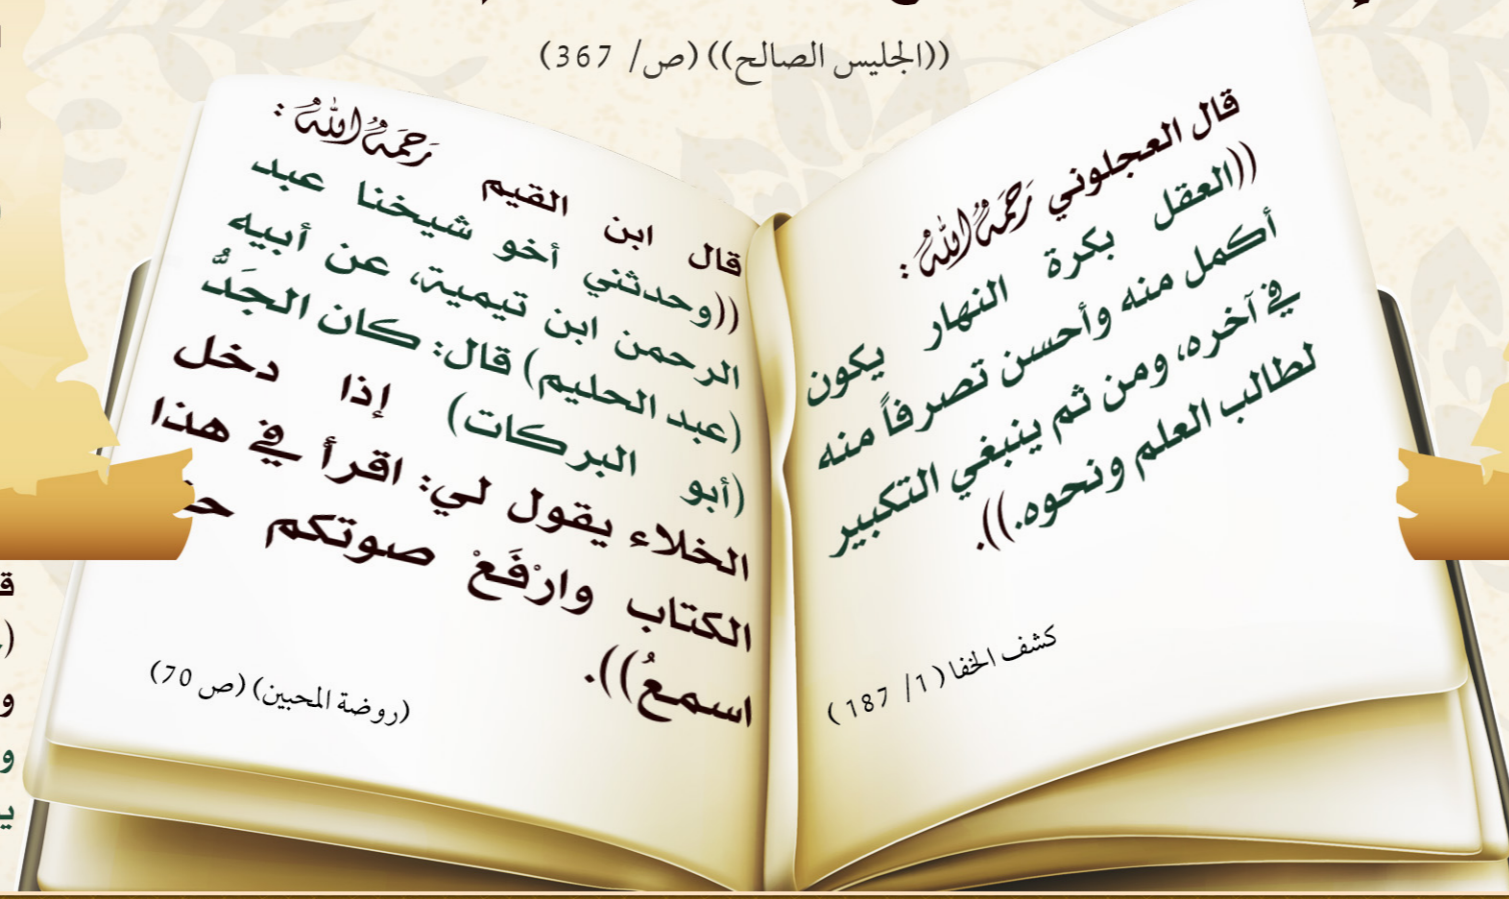 ((الجليس الصالح)) (ص/ 367)
قال العجلوني رَحِمَهُ اللَّهُ :
((العقل بكرة النهار يكون
أكمل منه وأحسن تصرفاً منه
في آخره، ومن ثم ينبغي التكبير
لطالب العلم ونحوه.)).
كشف الخفا (1/ 187)
قال ابن القيم رَحِمَهُ اللَّهُ :
((وحدثني أخو شيخنا عبد
الرحمن ابن تيمية، عن أبيه
(عبد الحليم) قال: كان الجَدُّ
(أبو البركات) إذا دخل
الخلاء يقول لي: اقرأ في هذا
الكتاب وارْفَعْ صوتكم
اسمعُ)).
(روضة المحبين) (ص 70)